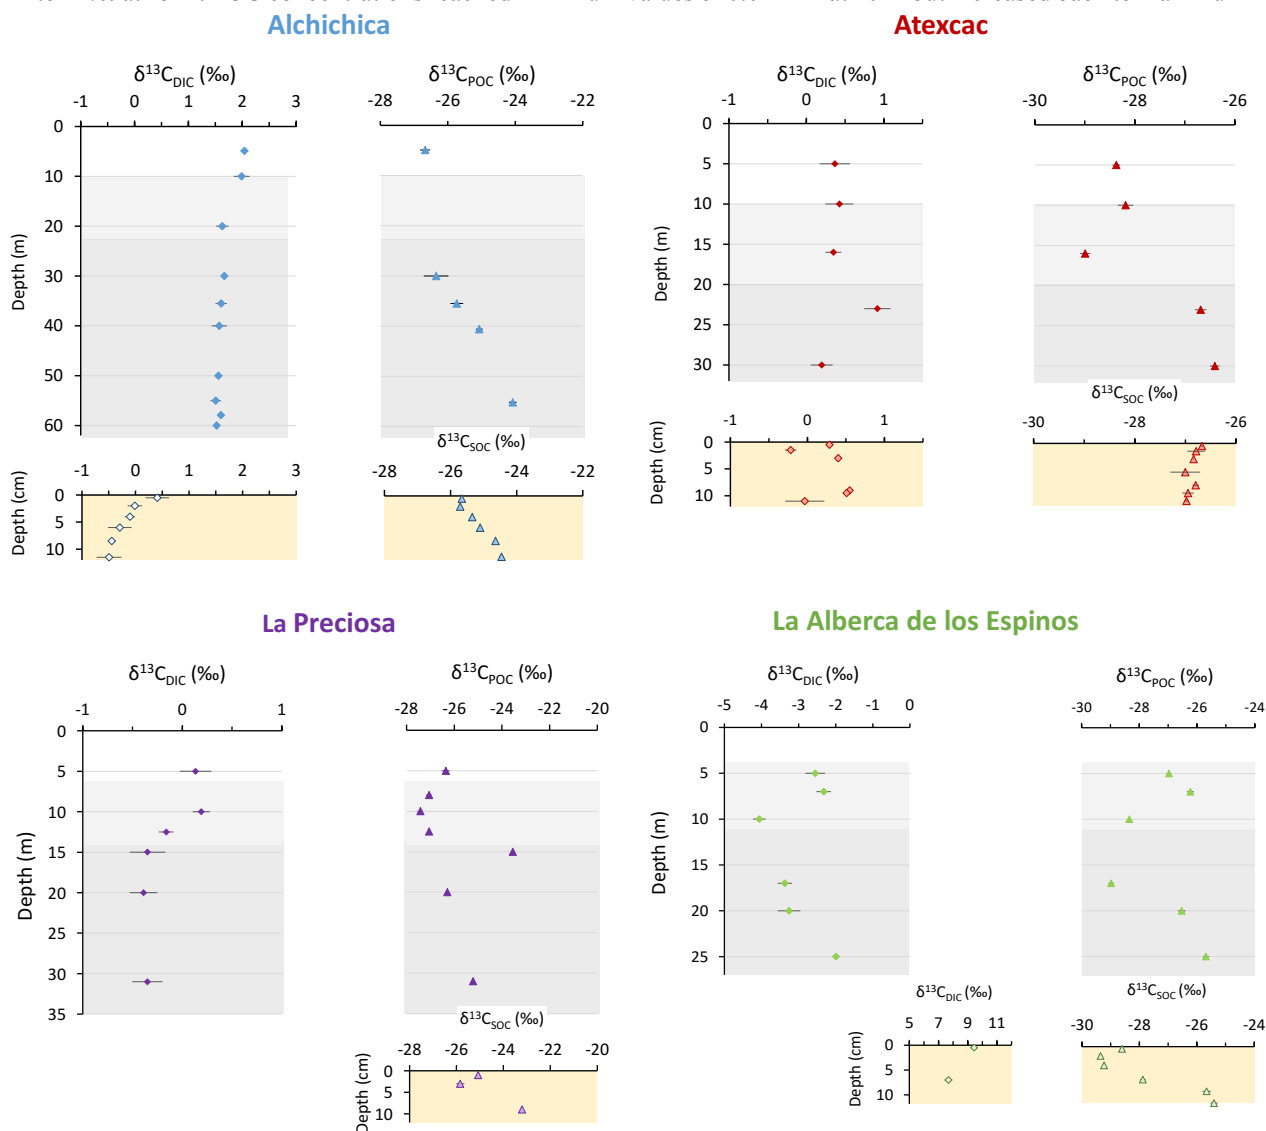 Alchichica
Atexcac
δ13CDIC (‰)
δ13CPOC (‰)
δ13CDIC (‰)
δ13CPOC (‰)
-1 0 1 2 3
-28 -26 -24 -22
-1 0 1
-30 -28 -26
Depth (m)
0
10
20
30
40
50
60
Depth (m)
0
5
10
15
20
25
30
δ13CSOC (‰)
δ13CSOC (‰)
-1 0 1 2 3
-28 -26 -24 -22
-1 0 1
-30 -28 -26
Depth (cm)
0
5
10
Depth (cm)
0
5
10
La Preciosa
La Alberca de los Espinos
δ13CDIC (‰)
δ13CPOC (‰)
δ13CDIC (‰)
δ13CPOC (‰)
-1 0 1
-28 -26 -24 -22 -20
-5 -4 -3 -2 -1 0
-30 -28 -26 -24
Depth (m)
0
5
10
15
20
25
30
35
Depth (m)
0
5
10
15
20
25
δ13CSOC (‰)
δ13CDIC (‰)
δ13CSOC (‰)
-28 -26 -24 -22 -20
5 7 9 11
-30 -28 -26 -24
Depth (cm)
0
5
10
Depth (cm)
0
5
10